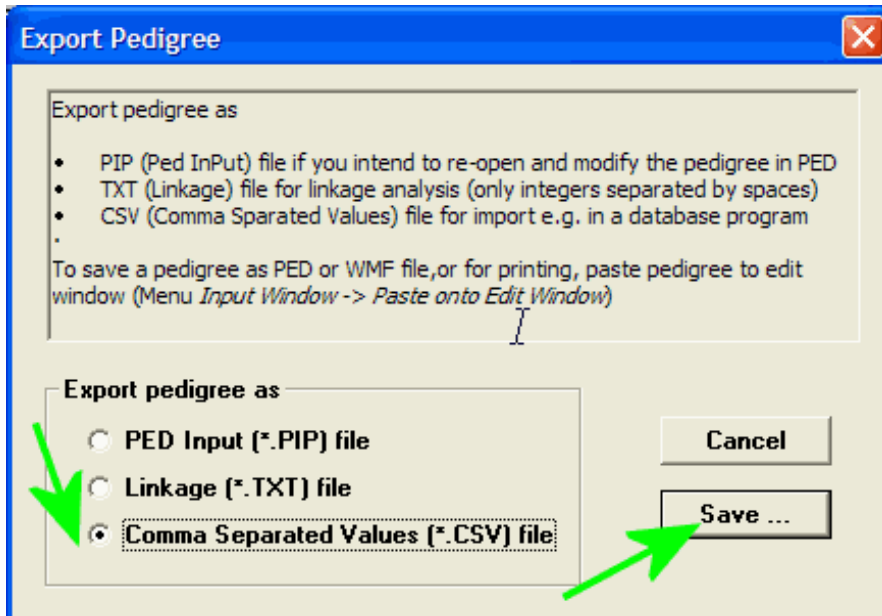 Export Pedigree
Export pedigree as
• PIP (Ped InPut) file if you intend to re-open and modify the pedigree in PED
• TXT (Linkage) file for linkage analysis (only integers separated by spaces)
• CSV (Comma Sparated Values) file for import e.g. in a database program
To save a pedigree as PED or WMF file,or for printing, paste pedigree to edit
window (Menu Input Window -> Paste onto Edit Window)
Export pedigree as
PED Input (*.PIP) file
Linkage (*.TXT) file
Comma Separated Values (*.CSV) file
Cancel
Save ...